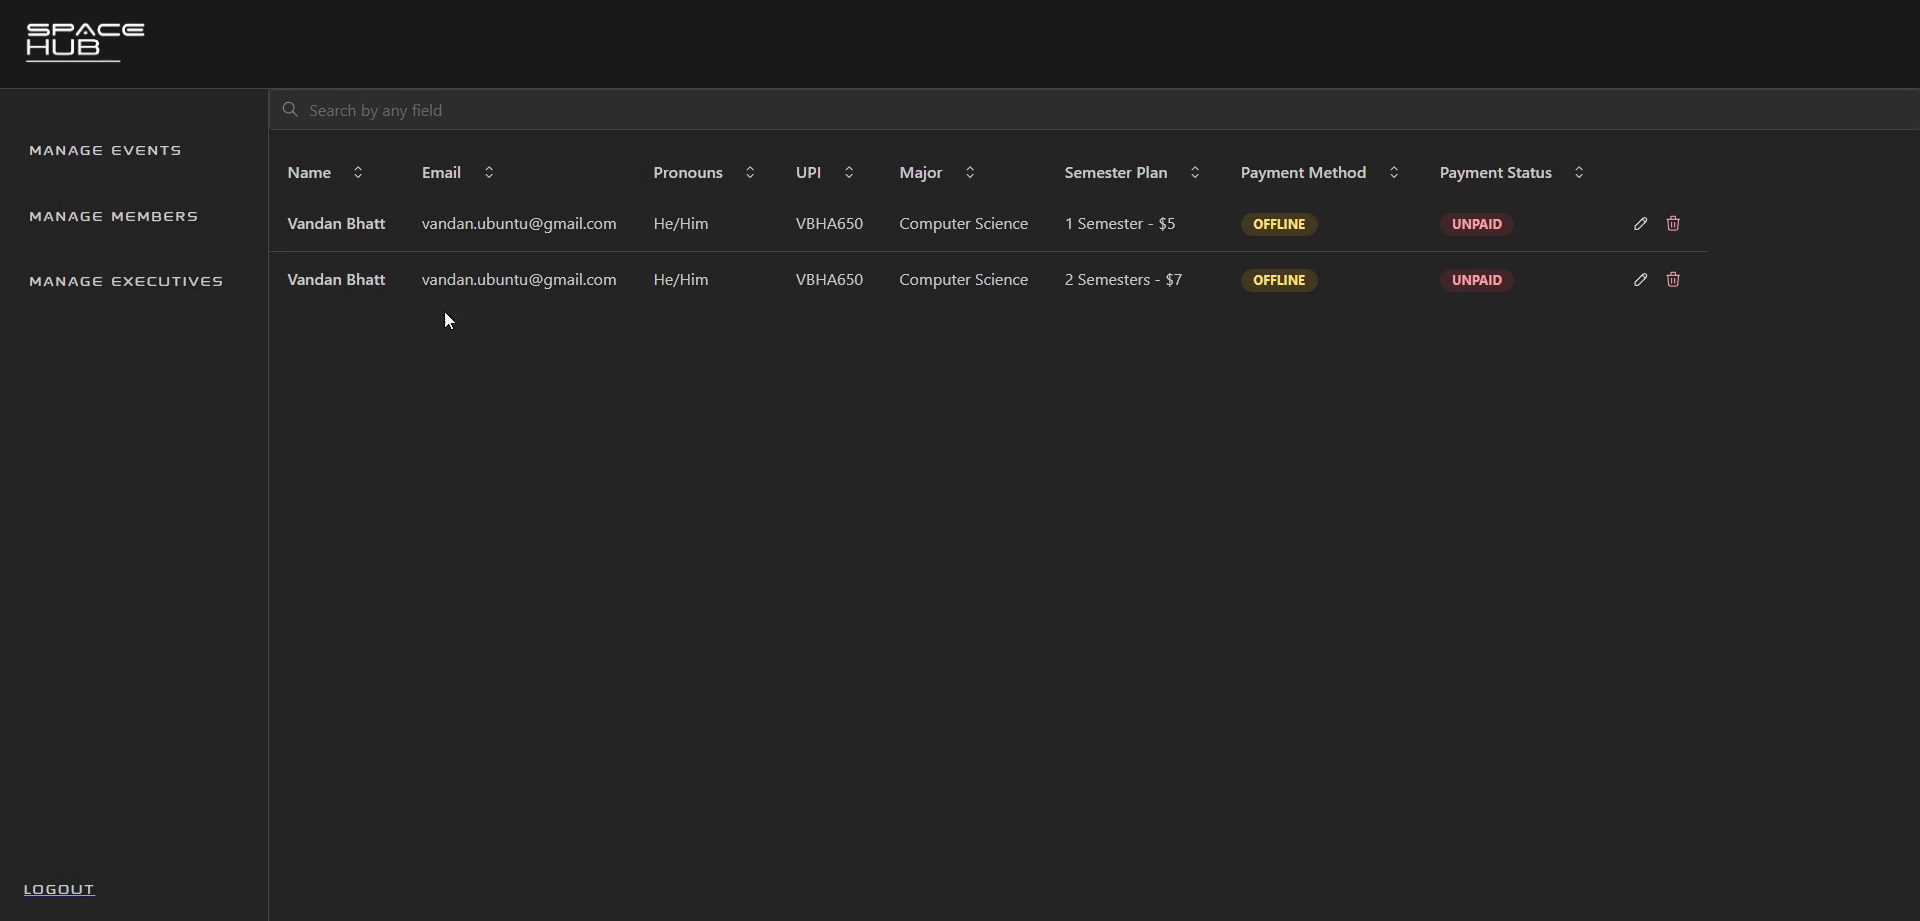 SPACE
HUB
Search by any field
MANAGE EVENTS
MANAGE MEMBERS
MANAGE EXECUTIVES
Name Email Pronouns UPI Major Semester Plan Payment Method Payment Status
Vandan Bhatt vandan.ubuntu@gmail.com He/Him VBHA650 Computer Science 1 Semester - $5 OFFLINE UNPAID
Vandan Bhatt vandan.ubuntu@gmail.com He/Him VBHA650 Computer Science 2 Semesters - $7 OFFLINE UNPAID
LOGOUT